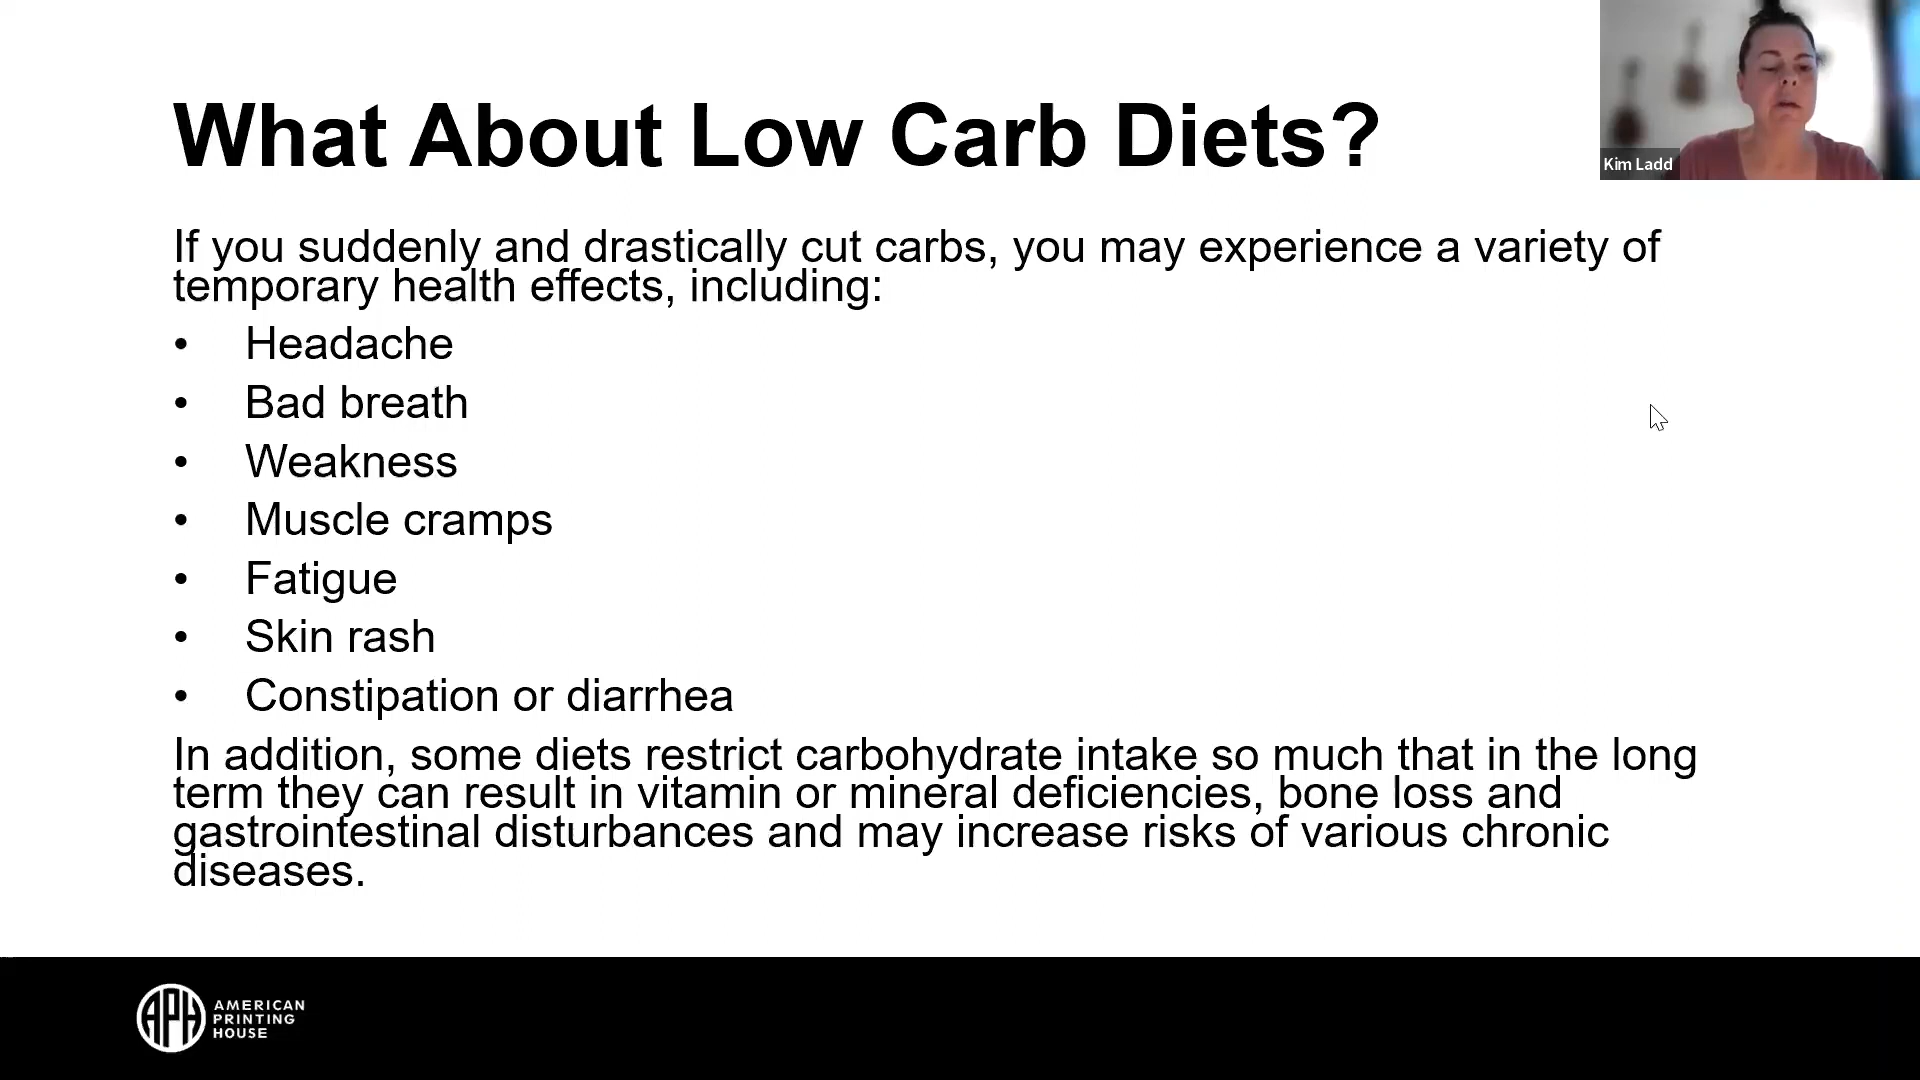 What About Low Carb Diets?
Kim Ladd
If you suddenly and drastically cut carbs, you may experience a variety of
temporary health effects, including:
• Headache
• Bad breath
• Weakness
• Muscle cramps
• Fatigue
• Skin rash
• Constipation or diarrhea
In addition, some diets restrict carbohydrate intake so much that in the long
term they can result in vitamin or mineral deficiencies, bone loss and
gastrointestinal disturbances and may increase risks of various chronic
diseases.
APH
AMERICAN
PRINTING
HOUSE